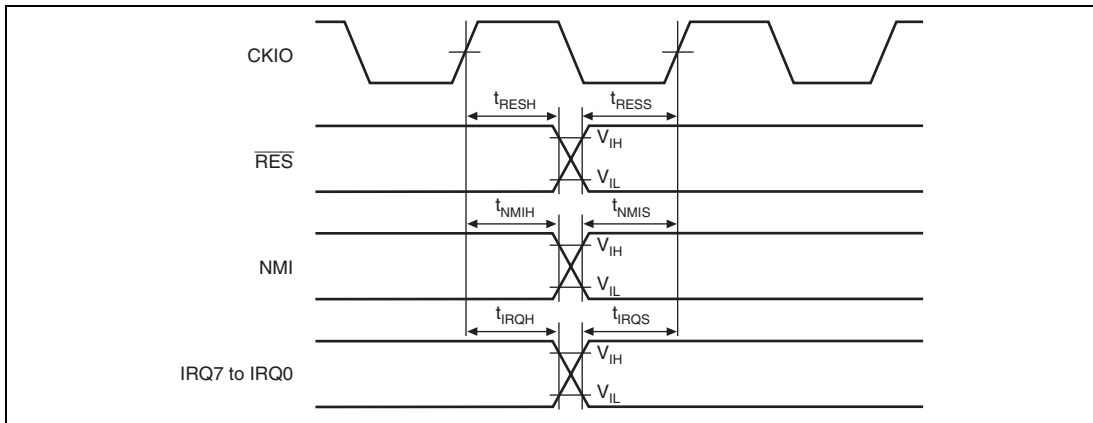 CKIO
tRESH tRESS
VIH
RES
VIL
tNMIH tNMIS
VIH
NMI
VIL
tIRQH tIRQS
VIH
IRQ7 to IRQ0
VIL